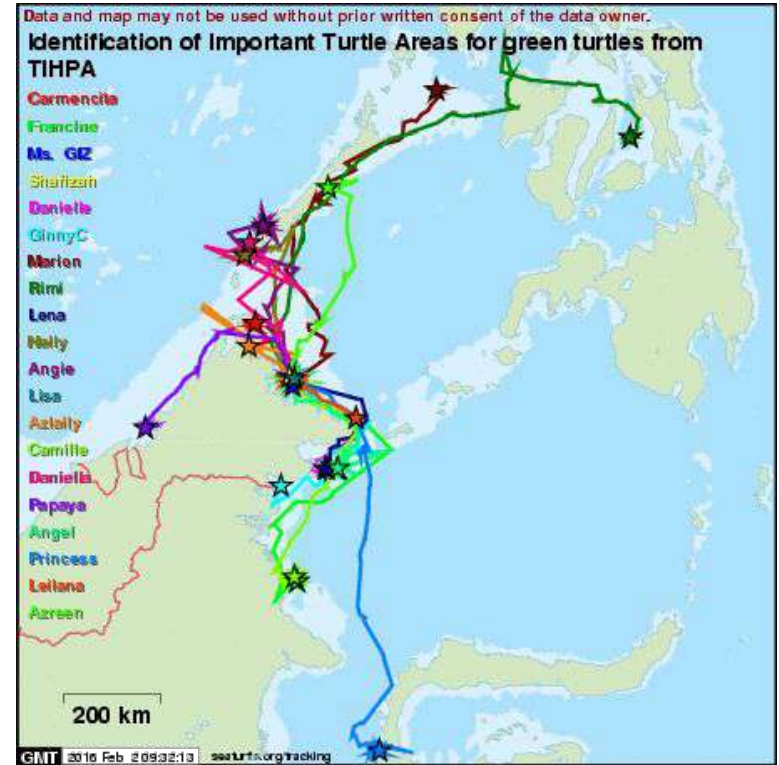 Data and map may not be used without prior written consent of the data owner.
Identification of Important Turtle Areas for green turtles from
TIHPA
Carmencita
Francine
Ms. GIZ
Shafizah
Danielle
GinnyC
Marion
Rimi
Lena
Nelly
Angie
Lisa
Azlaily
Camille
Daniella
Papaya
Angel
Princess
Leilana
Azreen
200 km
GMT 2016 Feb 2 09:32:13 seaturtle.org/tracking